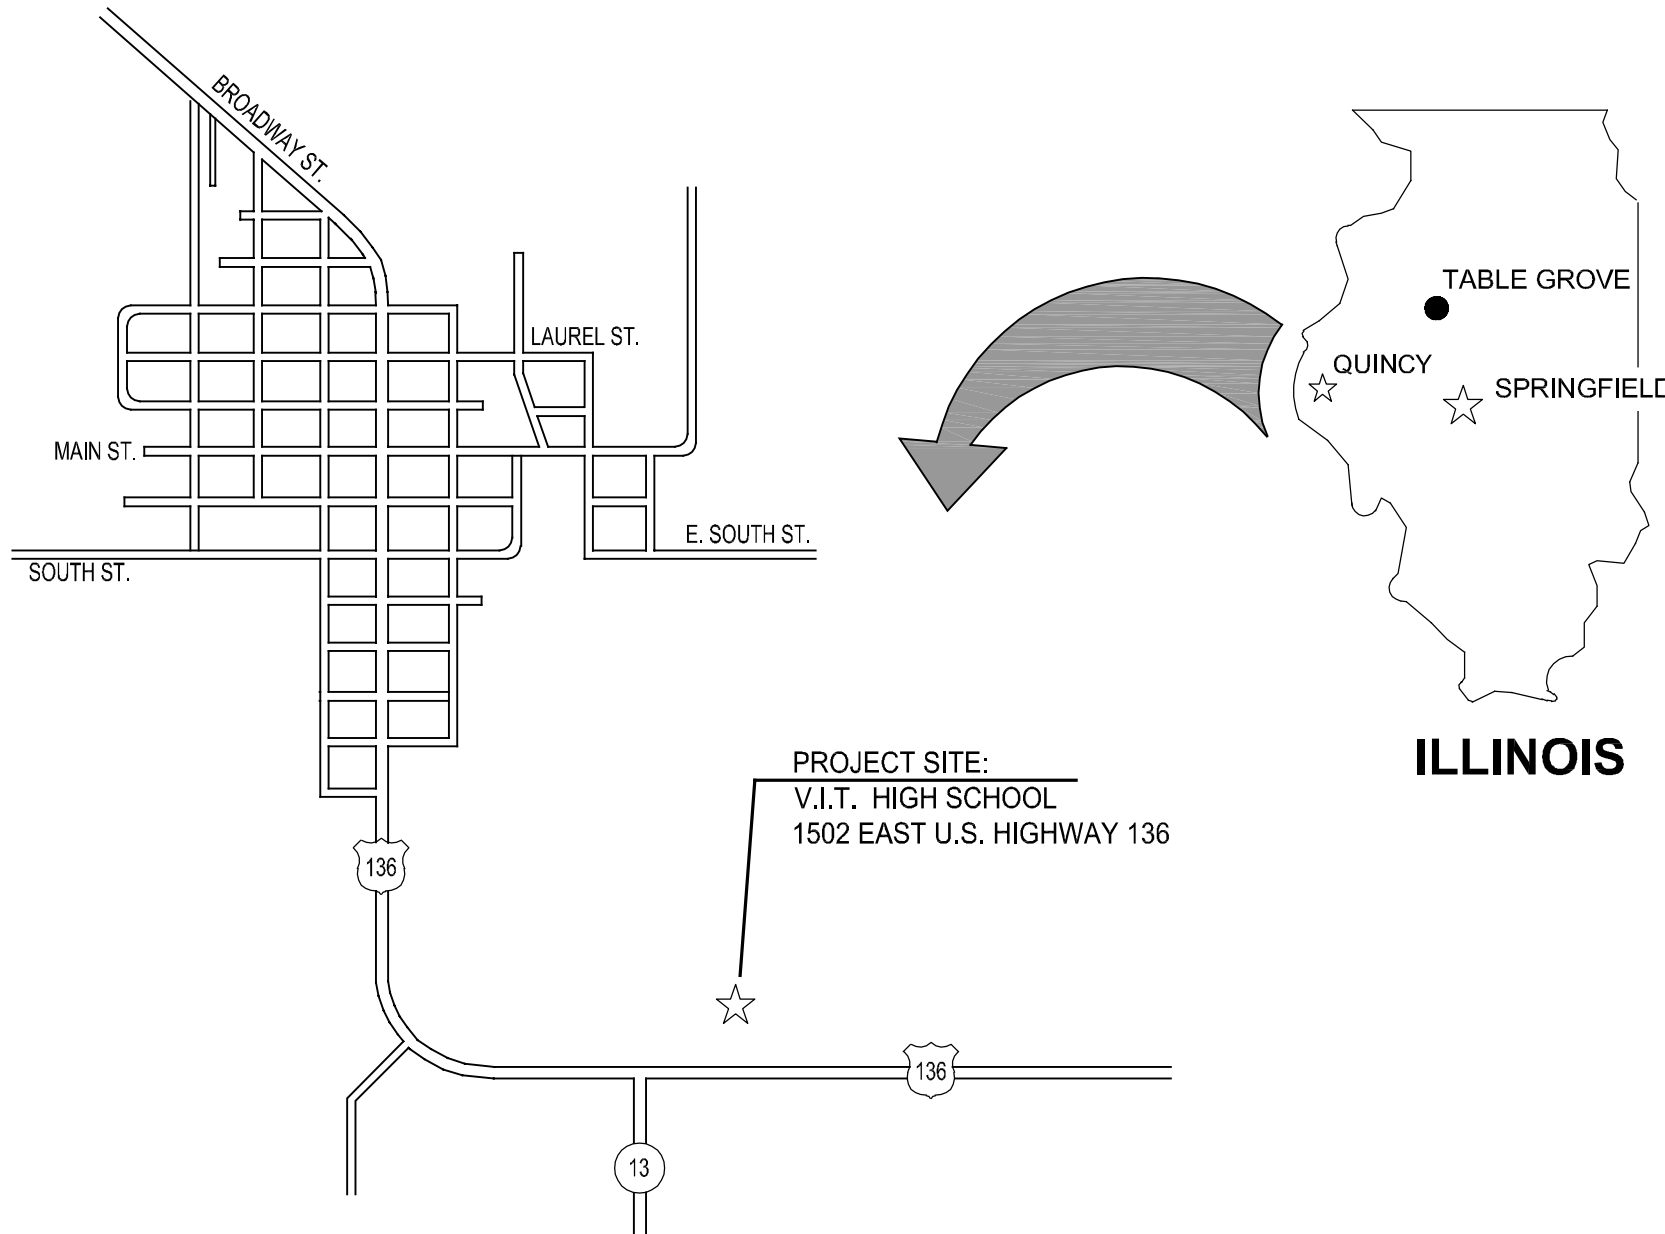 BROADWAY ST.
LAUREL ST.
MAIN ST.
E. SOUTH ST.
SOUTH ST.
TABLE GROVE
QUINCY
SPRINGFIELD
ILLINOIS
PROJECT SITE:
V.I.T. HIGH SCHOOL
1502 EAST U.S. HIGHWAY 136
136
136
13